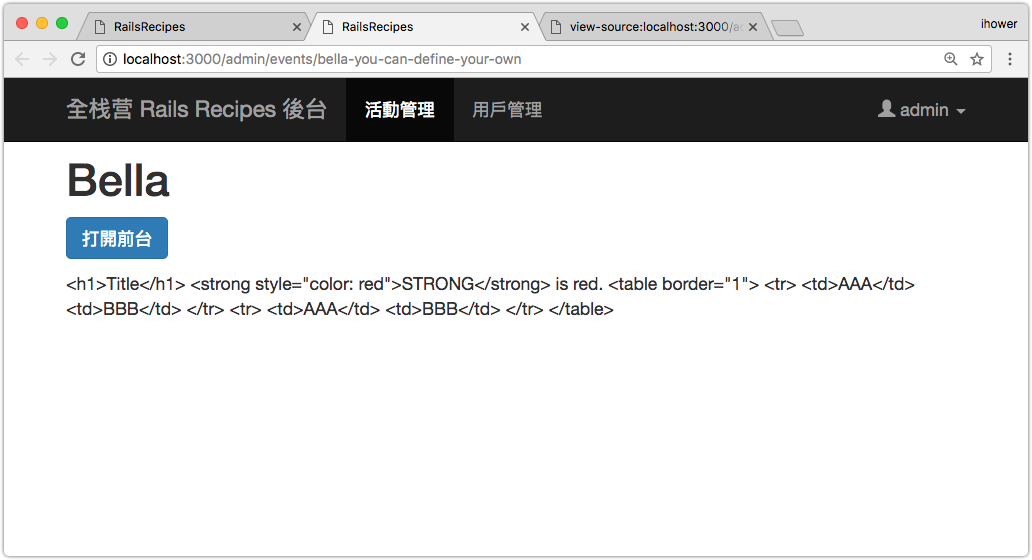 RailsRecipes
RailsRecipes
view-source:localhost:3000/a
ihower
localhost:3000/admin/events/bella-you-can-define-your-own
全栈营 Rails Recipes 後台
活動管理
用戶管理
admin
Bella
打開前台
<h1>Title</h1> <strong style="color: red">STRONG</strong> is red. <table border="1"> <tr> <td>AAA</td>
<td>BBB</td> </tr> <tr> <td>AAA</td> <td>BBB</td> </tr> </table>